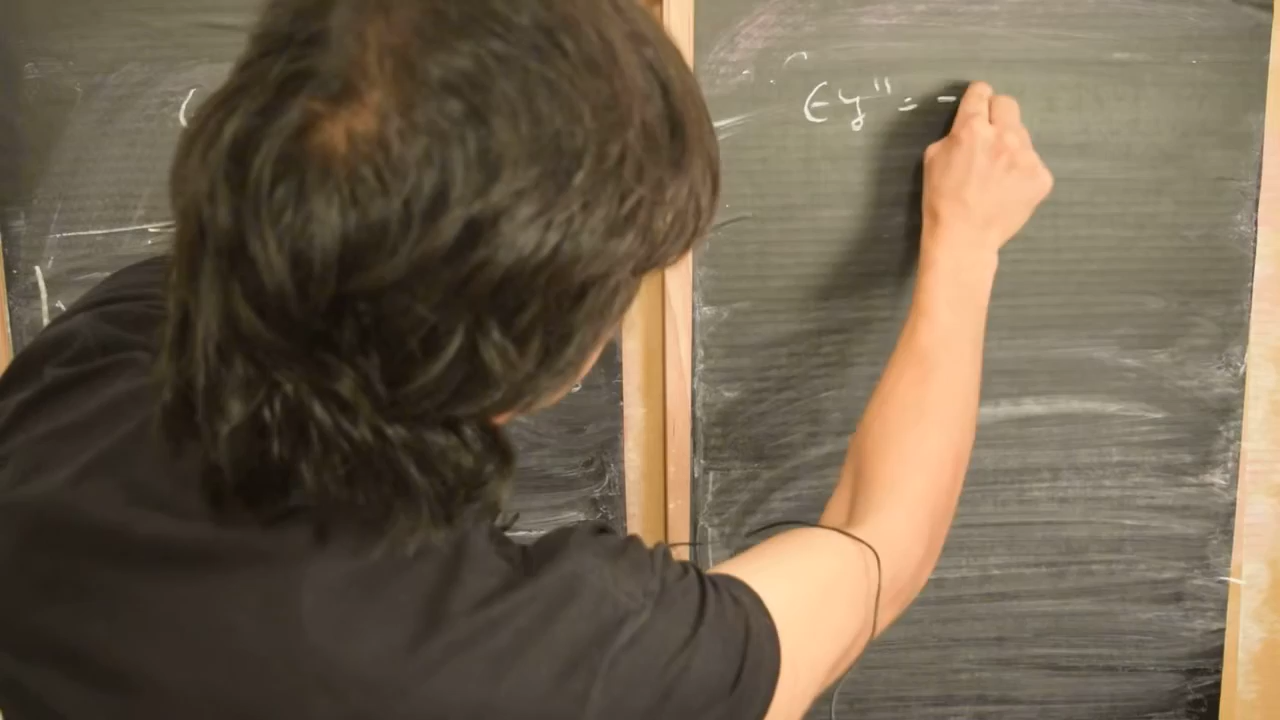 (
ϵy'' = -